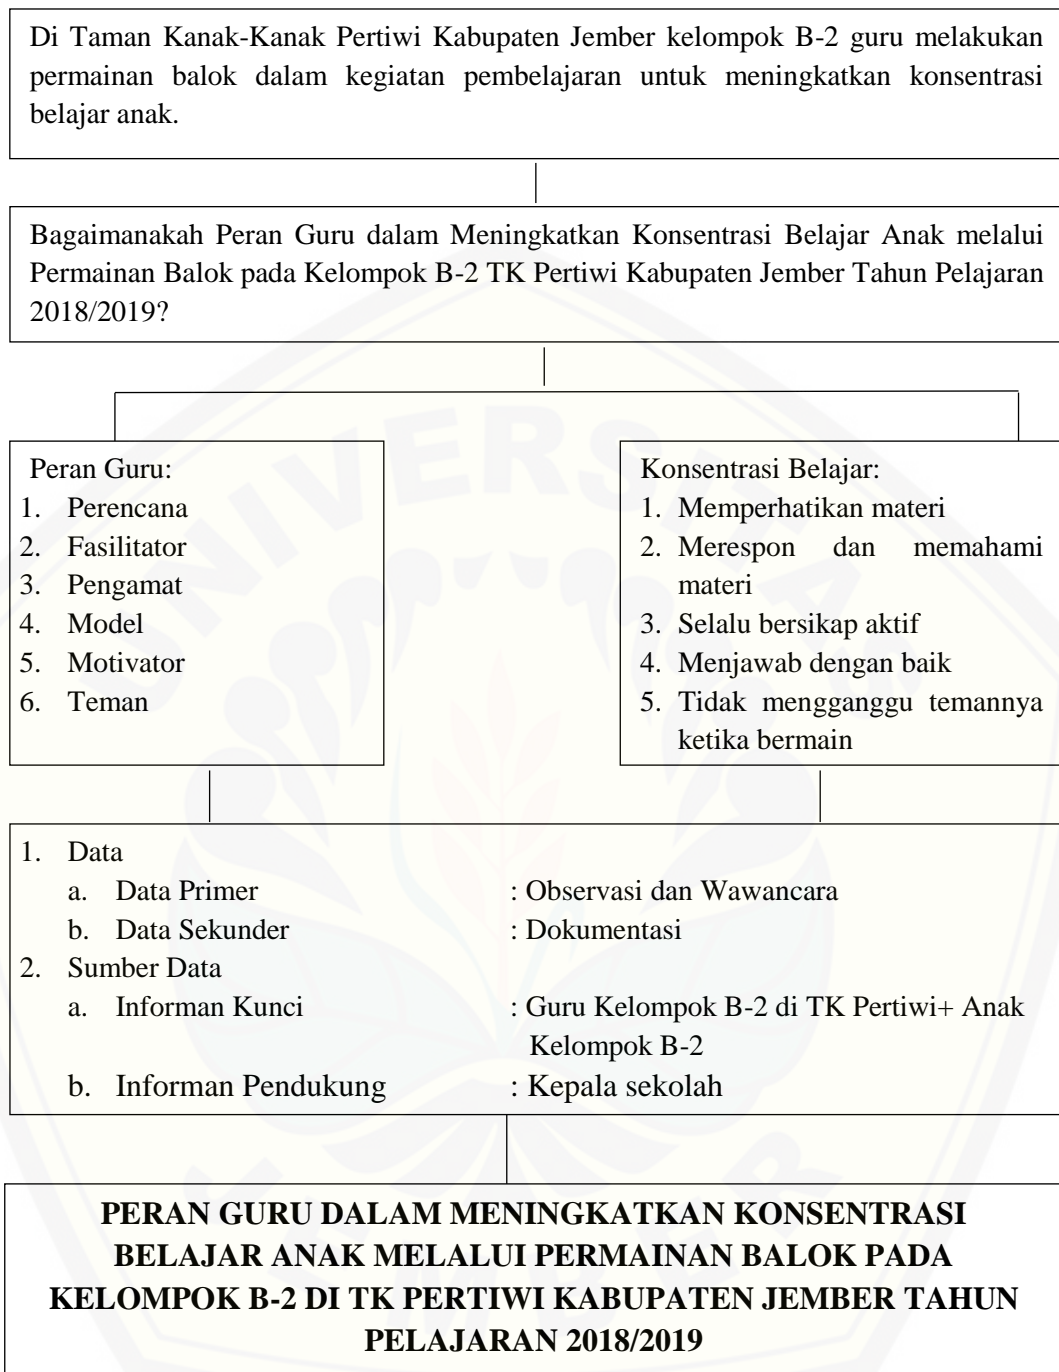 Di Taman Kanak-Kanak Pertiwi Kabupaten Jember kelompok B-2 guru melakukan
permainan balok dalam kegiatan pembelajaran untuk meningkatkan konsentrasi
belajar anak.
Bagaimanakah Peran Guru dalam Meningkatkan Konsentrasi Belajar Anak melalui
Permainan Balok pada Kelompok B-2 TK Pertiwi Kabupaten Jember Tahun Pelajaran
2018/2019?
Peran Guru:
1. Perencana
2. Fasilitator
3. Pengamat
4. Model
5. Motivator
6. Teman
Konsentrasi Belajar:
1. Memperhatikan materi
2. Merespon dan memahami
materi
3. Selalu bersikap aktif
4. Menjawab dengan baik
5. Tidak mengganggu temannya
ketika bermain
1. Data
a. Data Primer : Observasi dan Wawancara
b. Data Sekunder : Dokumentasi
2. Sumber Data
a. Informan Kunci : Guru Kelompok B-2 di TK Pertiwi+ Anak
Kelompok B-2
b. Informan Pendukung : Kepala sekolah
PERAN GURU DALAM MENINGKATKAN KONSENTRASI
BELAJAR ANAK MELALUI PERMAINAN BALOK PADA
KELOMPOK B-2 DI TK PERTIWI KABUPATEN JEMBER TAHUN
PELAJARAN 2018/2019
UNIVERSITAS
JEMBER